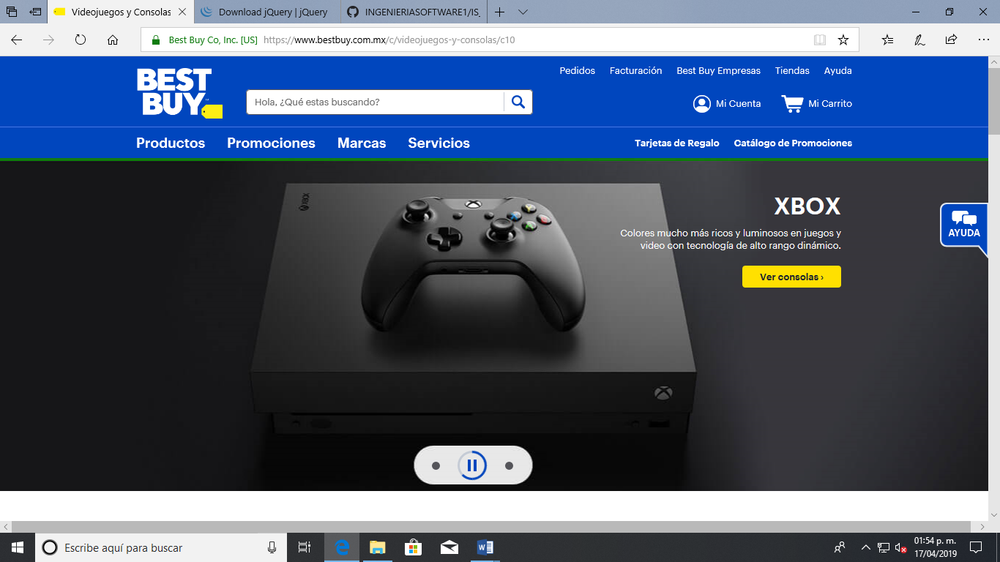 Videojuegos y Consolas
Download jQuery | jQuery
INGENIERIASOFTWARE1/IS_
Best Buy Co, Inc. [US] https://www.bestbuy.com.mx/c/videojuegos-y-consolas/c10
Pedidos Facturación Best Buy Empresas Tiendas Ayuda
BEST
BUY
Hola, ¿Qué estas buscando?
Mi Cuenta Mi Carrito
Productos Promociones Marcas Servicios Tarjetas de Regalo Catálogo de Promociones
XBOX
XBOX
Colores mucho más ricos y luminosos en juegos y
video con tecnología de alto rango dinámico.
Ver consolas ›
AYUDA
Escribe aquí para buscar
01:54 p. m.
17/04/2019